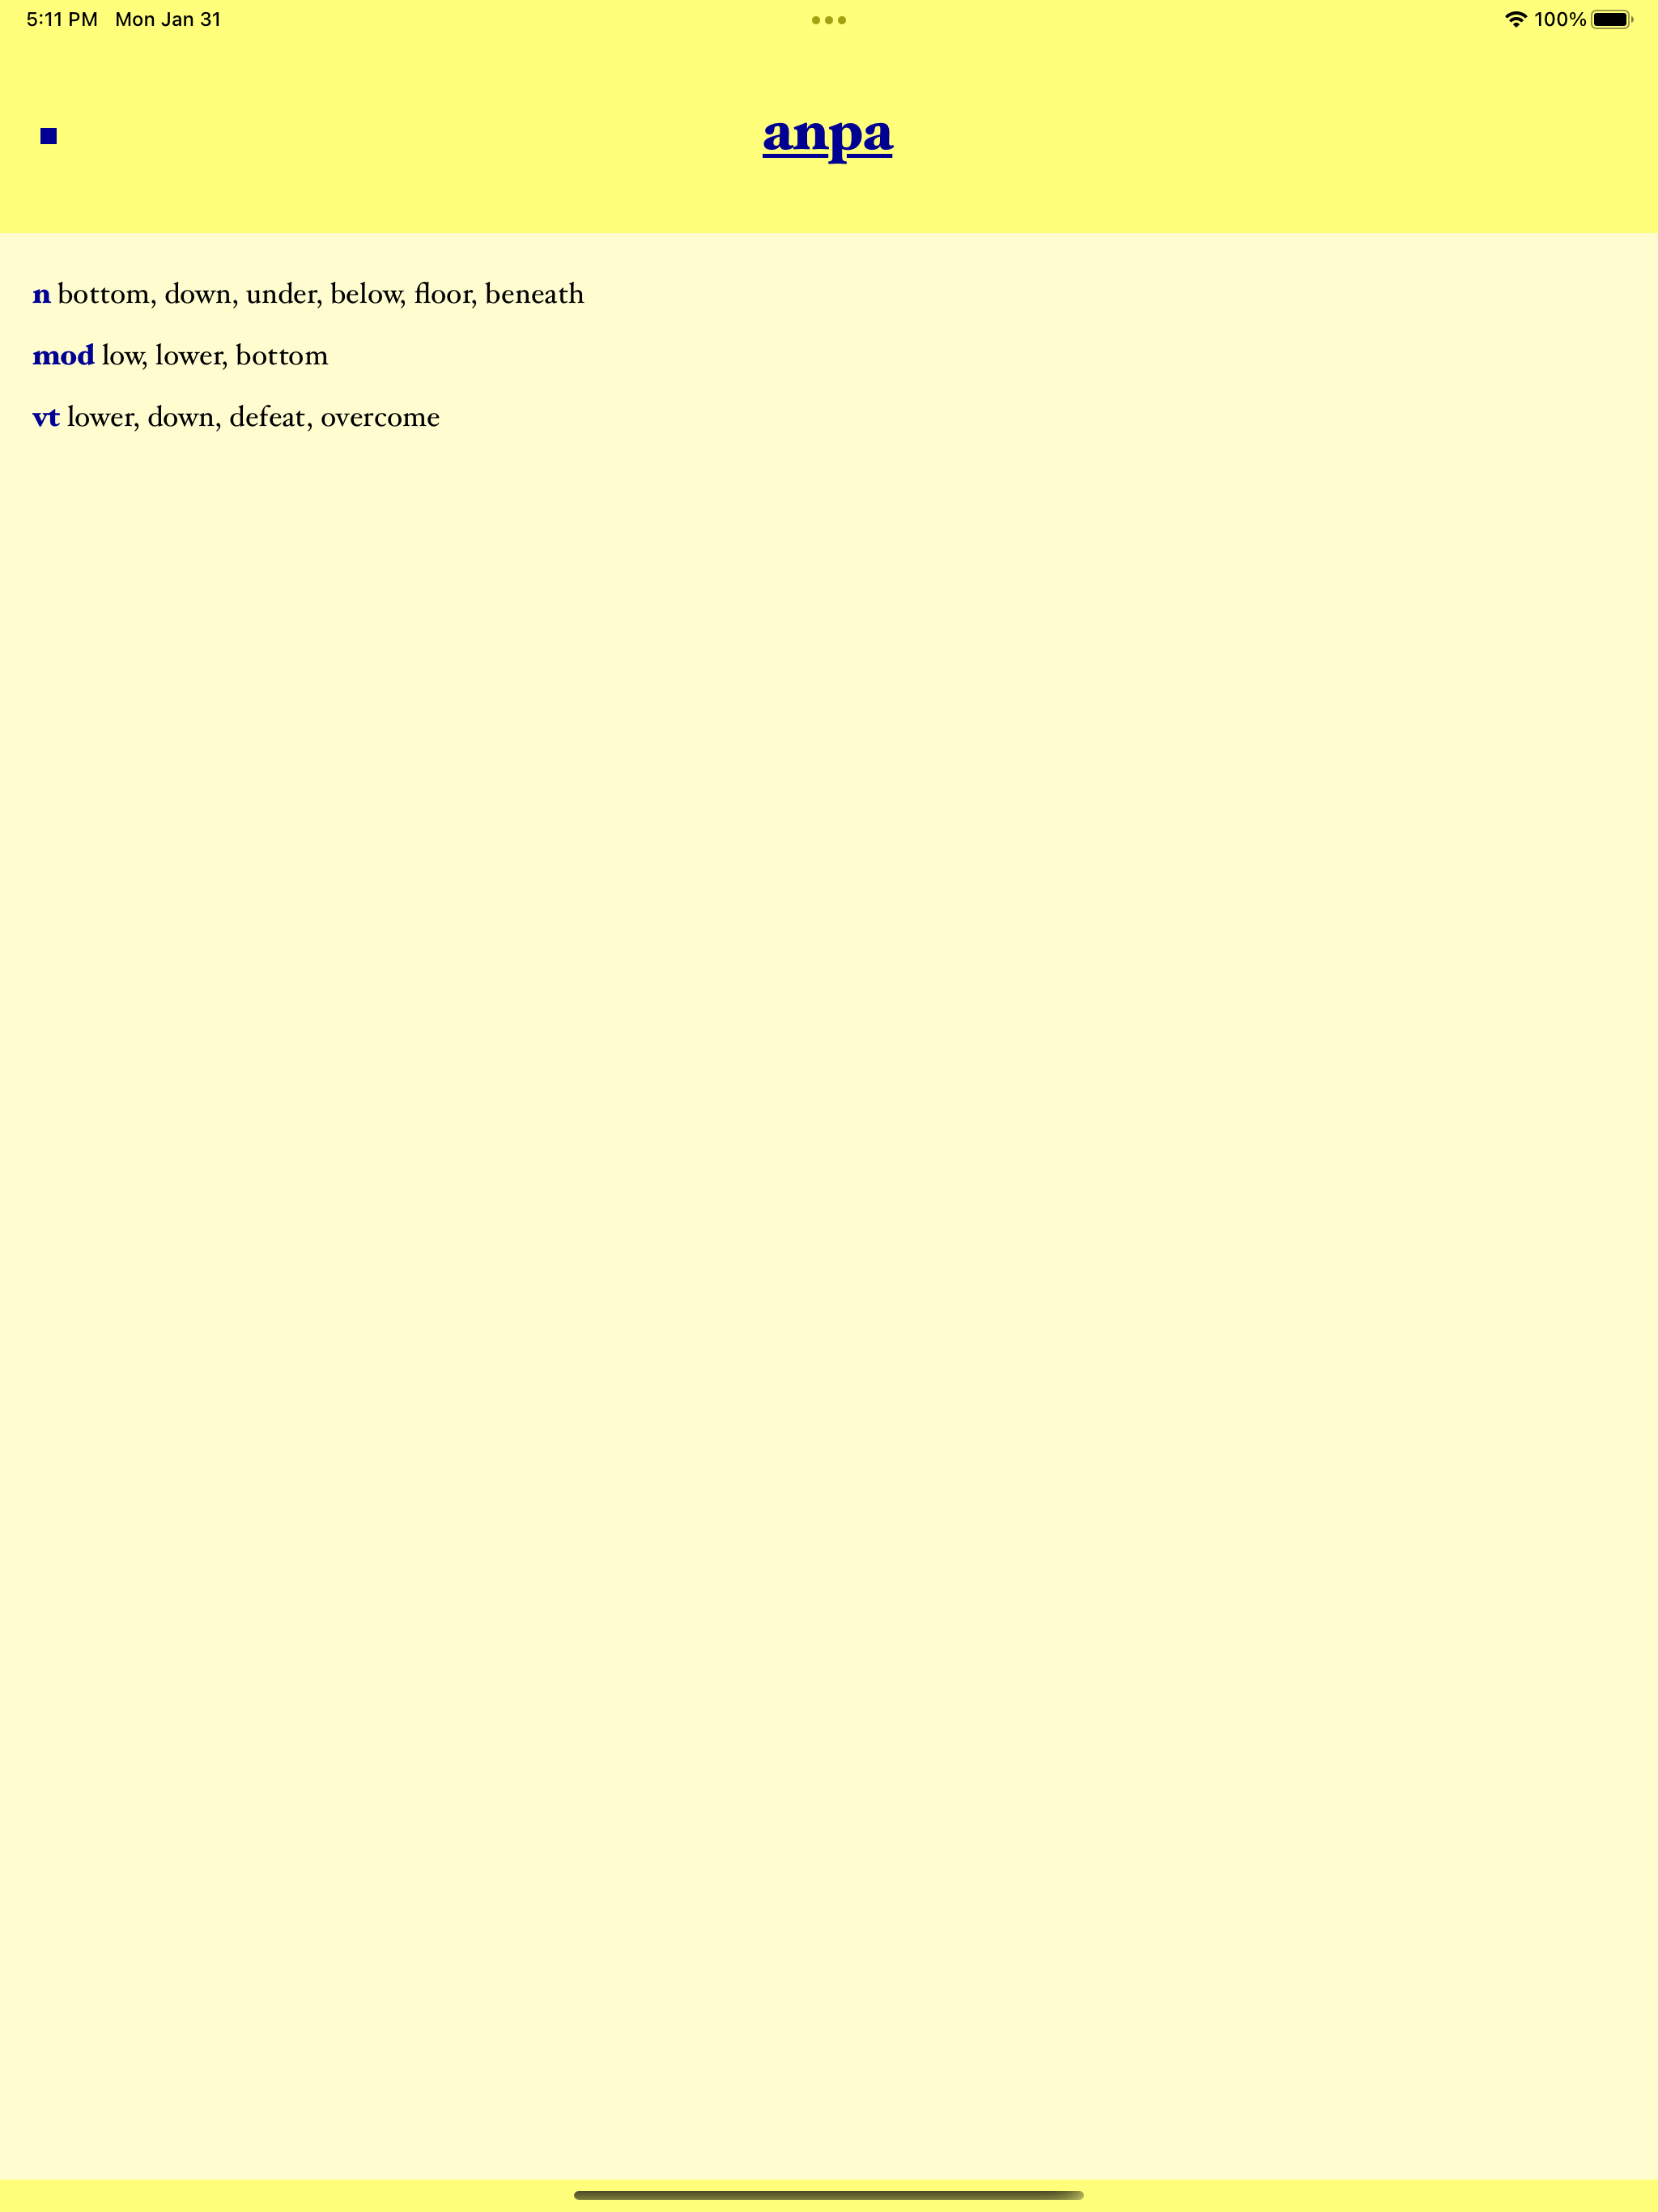 5:11 PM Mon Jan 31
100%
anpa
n bottom, down, under, below, floor, beneath
mod low, lower, bottom
vt lower, down, defeat, overcome